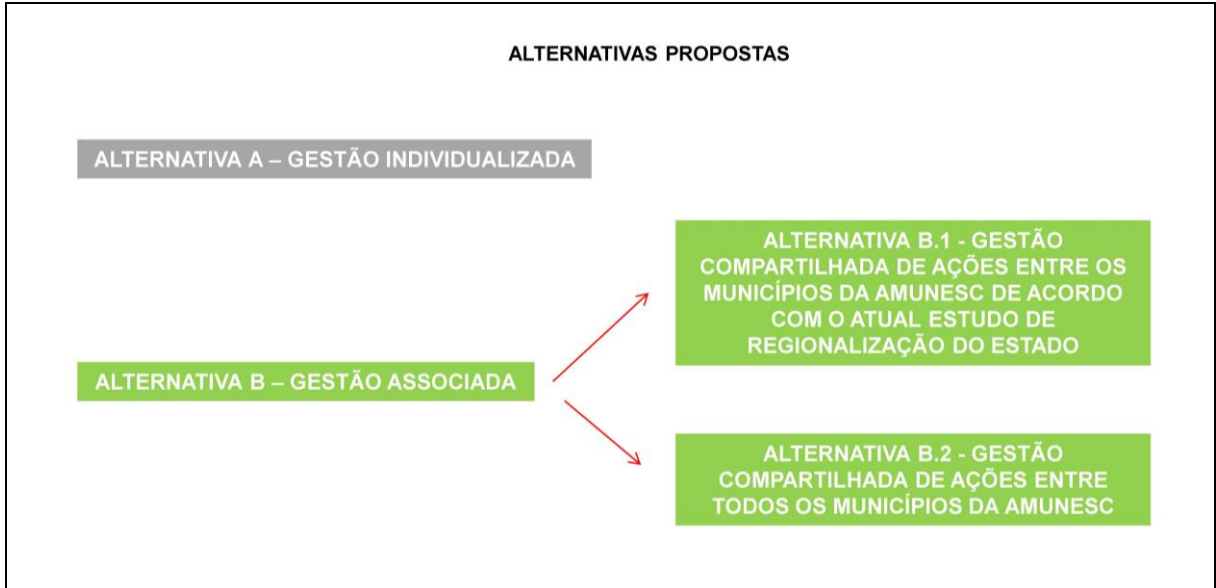 ALTERNATIVAS PROPOSTAS
ALTERNATIVA A – GESTÃO INDIVIDUALIZADA
ALTERNATIVA B – GESTÃO ASSOCIADA
ALTERNATIVA B.1 - GESTÃO
COMPARTILHADA DE AÇÕES ENTRE OS
MUNICÍPIOS DA AMUNESC DE ACORDO
COM O ATUAL ESTUDO DE
REGIONALIZAÇÃO DO ESTADO
ALTERNATIVA B.2 - GESTÃO
COMPARTILHADA DE AÇÕES ENTRE
TODOS OS MUNICÍPIOS DA AMUNESC